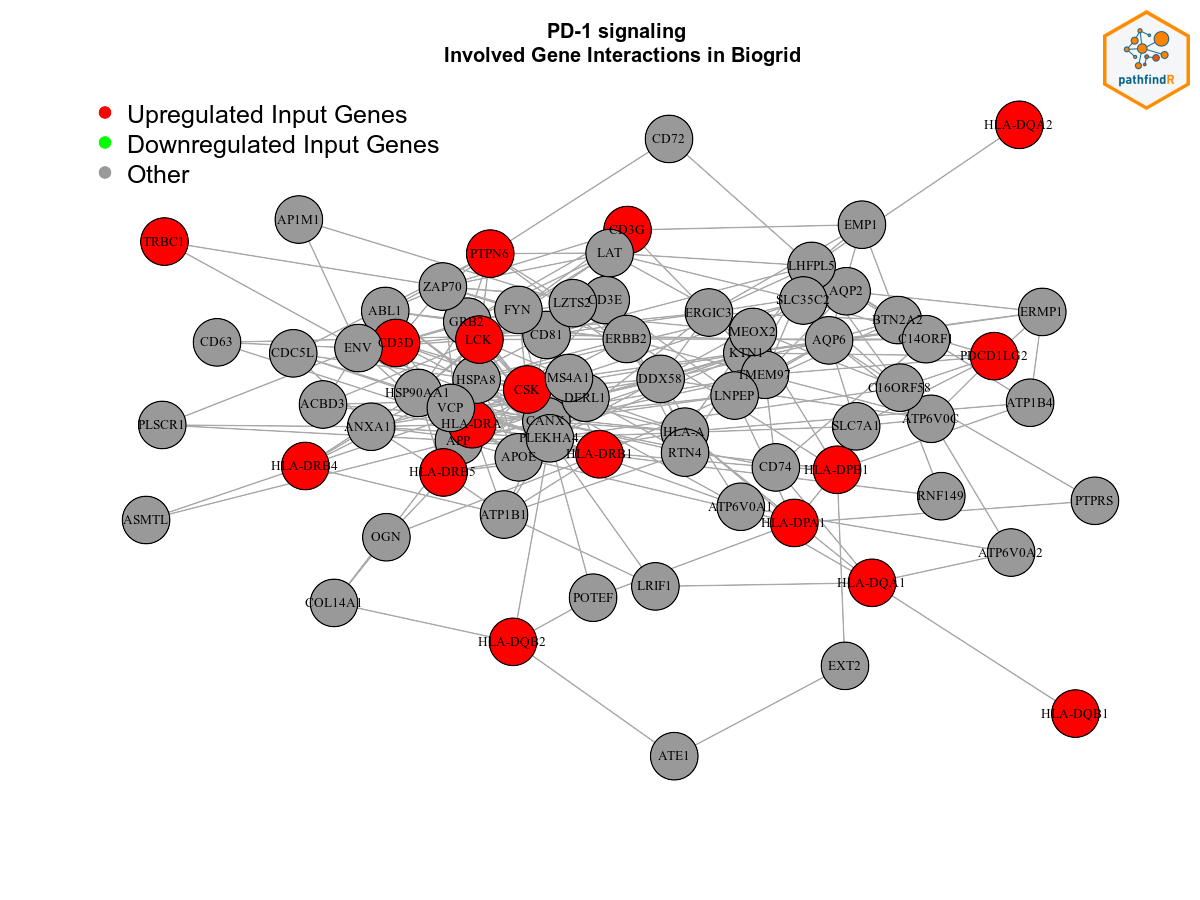 PD-1 signaling
Involved Gene Interactions in Biogrid
pathfindR
Upregulated Input Genes
Downregulated Input Genes
Other
HLA-DQA2
CD72
AP1M1
EMP1
CD3G
TRBC1
PTPN6
LAT
LHFPL5
ZAP70
AQP2
SLC35C2
CD3E
LZTS2
FYN
ABL1
ERGIC3
ERMP1
BTN2A2
GRB2
MEOX2
CD81
ERBB2
C14ORF1
LCK
AQP6
CD63
CD3D
ENV
CDC5L
KTN1
PDCD1LG2
TMEM97
MS4A1
DDX58
HSPA8
C16ORF58
CSK
HSP90AA1
LNPEP
DERL1
ATP1B4
ACBD3
VCP
ATP6V0C
CANX
HLA-DRA
PLSCR1
ANXA1
SLC7A1
HLA-A
PLEKHA4
APP
RTN4
HLA-DRB1
APOE
HLA-DRB4
CD74
HLA-DPB1
HLA-DRB5
RNF149
PTPRS
ATP6V0A1
ATP1B1
ASMTL
HLA-DPA1
OGN
ATP6V0A2
HLA-DQA1
LRIF1
POTEF
COL14A1
HLA-DQB2
EXT2
HLA-DQB1
ATE1